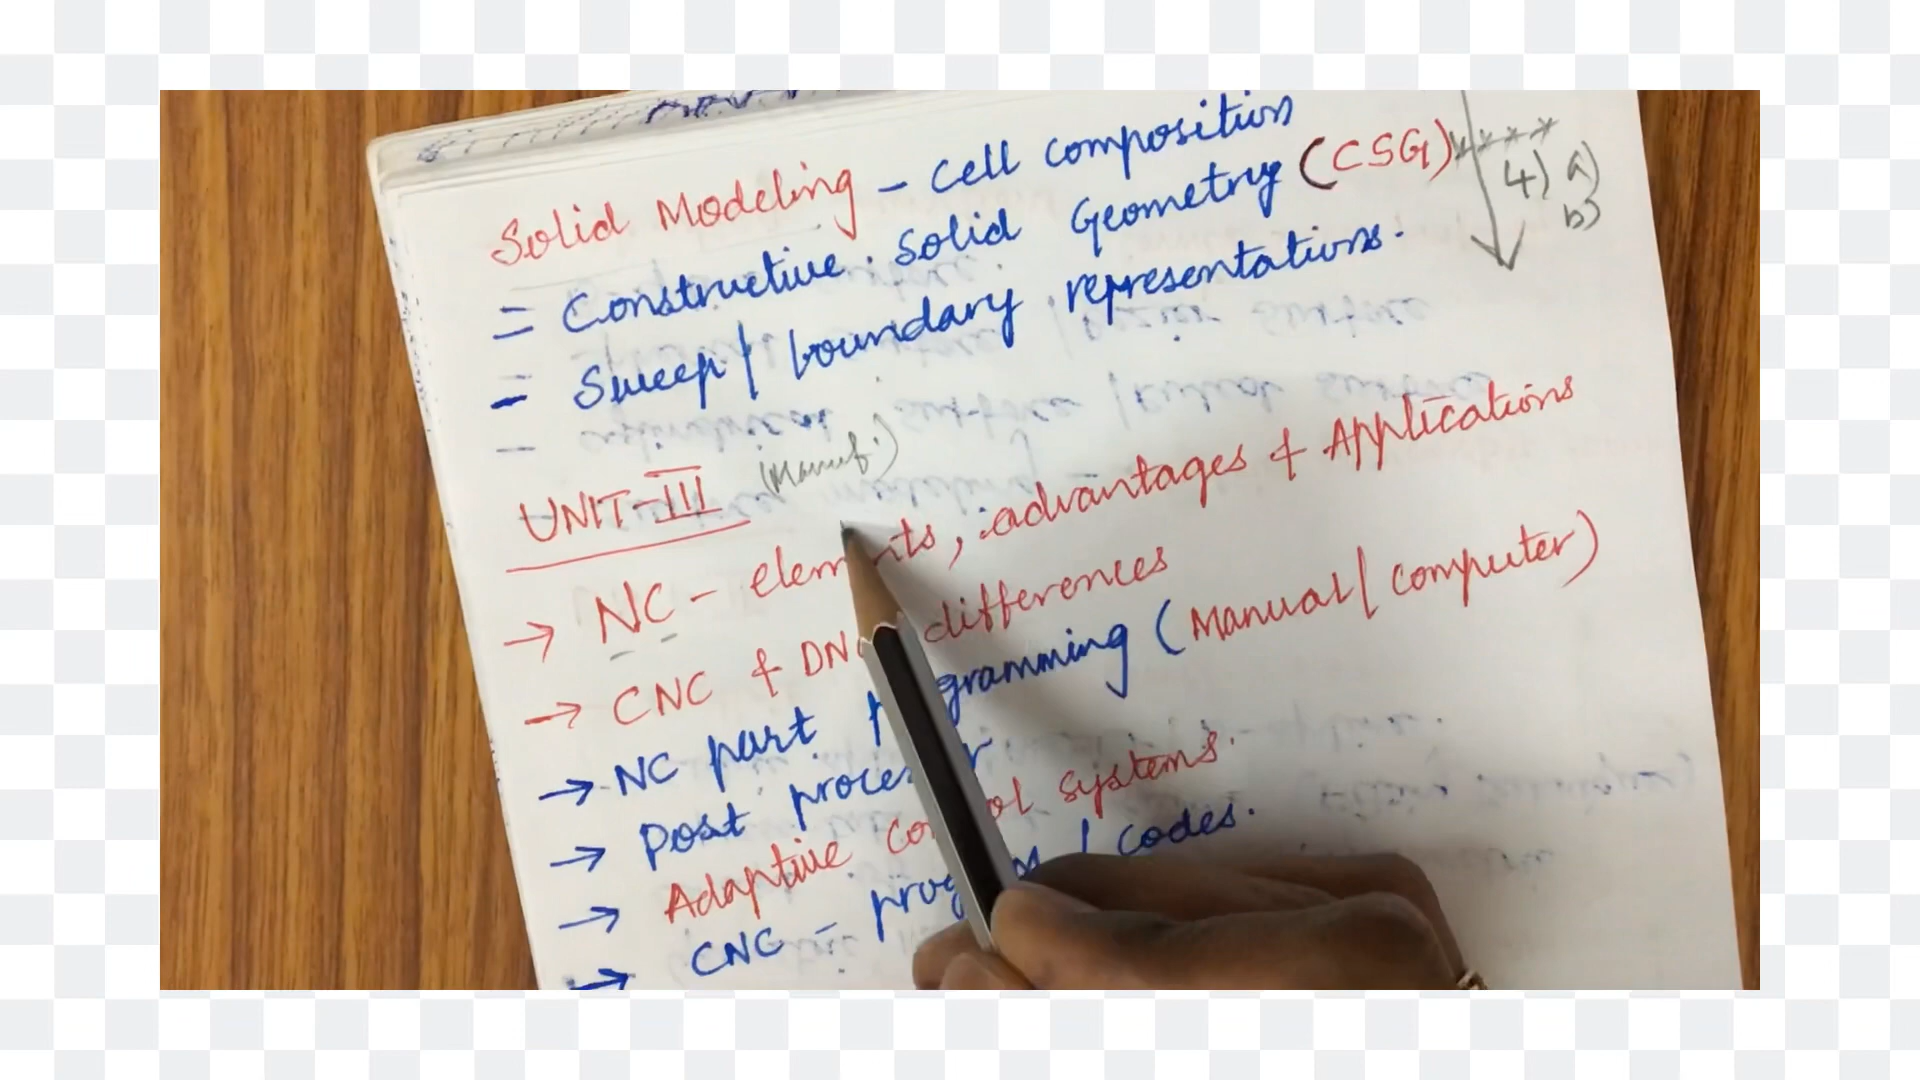 Solid Modeling - Cell composition
= Constructive solid Geometry (CSG) ****
4) a)
b)
- Sweep / boundary representations.
UNIT-III (Manuf.)
→ NC - elements, advantages & Applications
→ CNC & DNC differences
→ NC part programming (Manual / computer)
→ Post processor
→ Adaptive control systems.
→ CNC - program / codes.